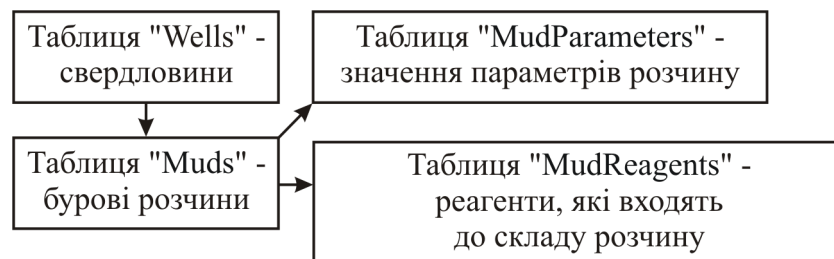 Таблиця "Wells" -
свердловини
Таблиця "MudParameters" -
значення параметрів розчину
Таблиця "Muds" -
бурові розчини
Таблиця "MudReagents" -
реагенти, які входять
до складу розчину